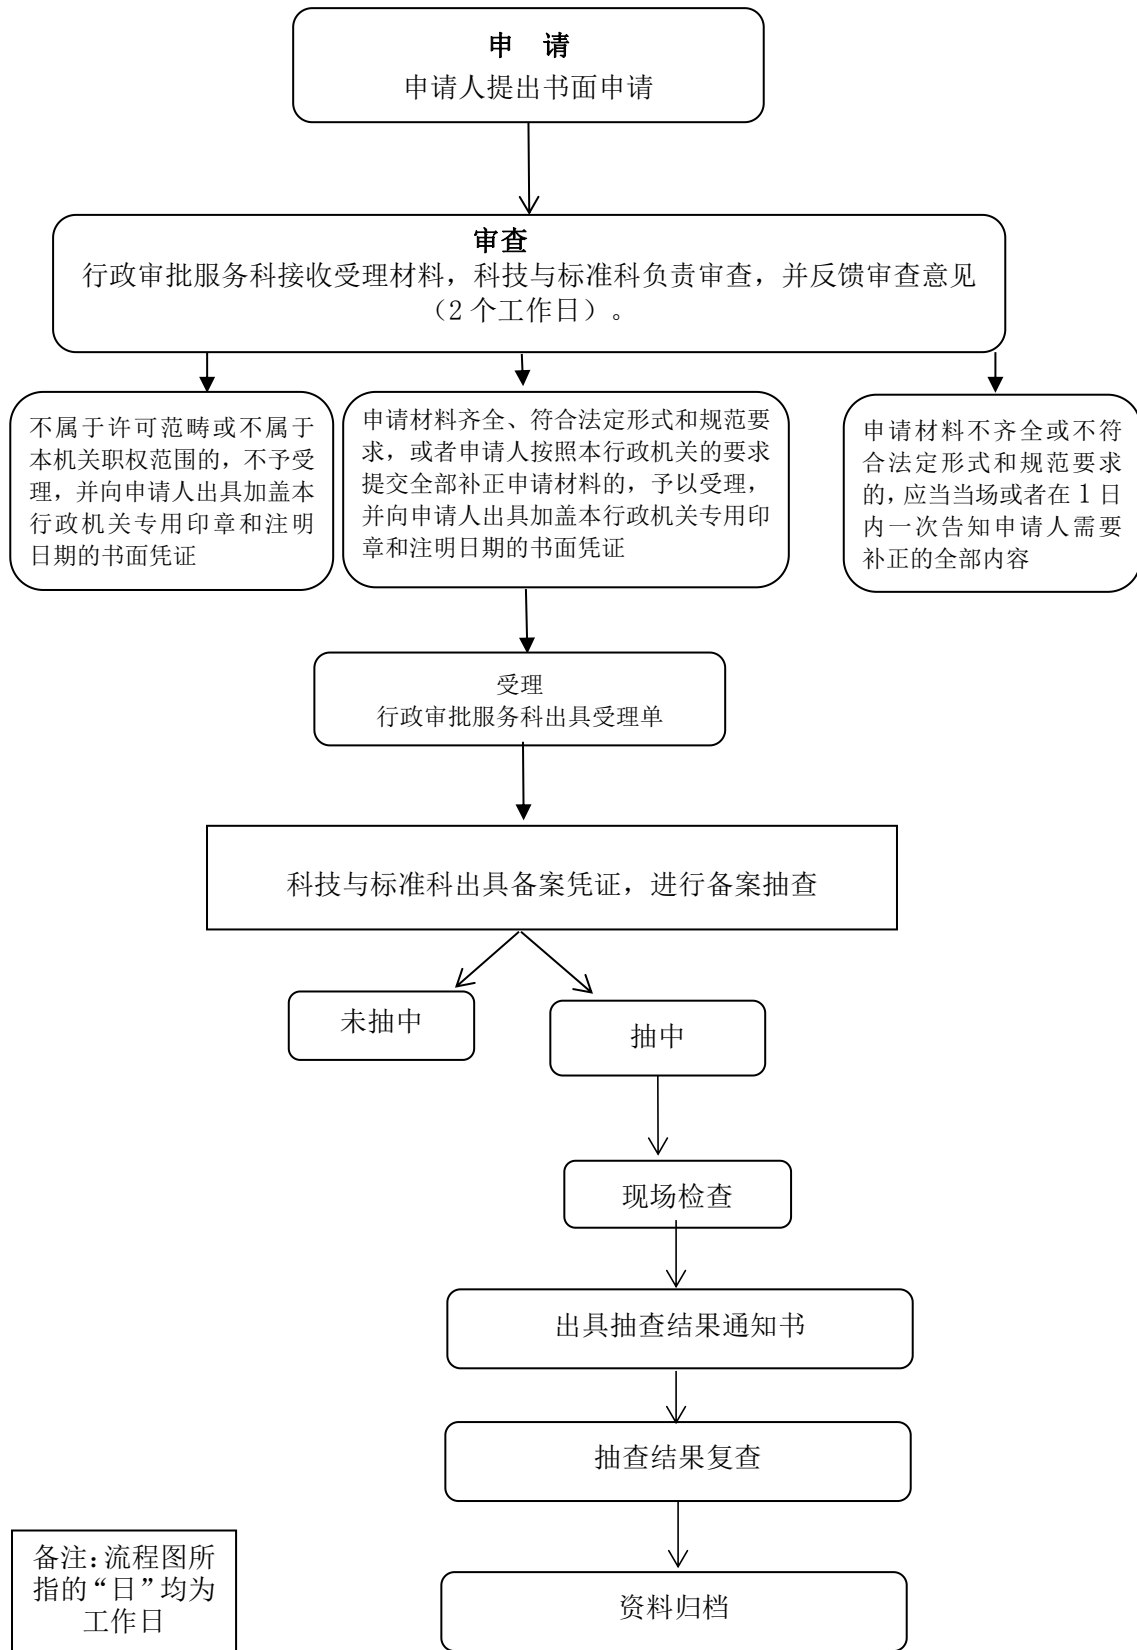 申 请
申请人提出书面申请
审查
行政审批服务科接收受理材料，科技与标准科负责审查，并反馈审查意见
（2 个工作日）。
不属于许可范畴或不属于
本机关职权范围的，不予受
理，并向申请人出具加盖本
行政机关专用印章和注明
日期的书面凭证
申请材料齐全、符合法定形式和规范要
求，或者申请人按照本行政机关的要求
提交全部补正申请材料的，予以受理，
并向申请人出具加盖本行政机关专用印
章和注明日期的书面凭证
申请材料不齐全或不符
合法定形式和规范要求
的，应当当场或者在 1 日
内一次告知申请人需要
补正的全部内容
受理
行政审批服务科出具受理单
科技与标准科出具备案凭证，进行备案抽查
未抽中
抽中
现场检查
出具抽查结果通知书
抽查结果复查
资料归档
备注：流程图所
指的“日”均为
工作日